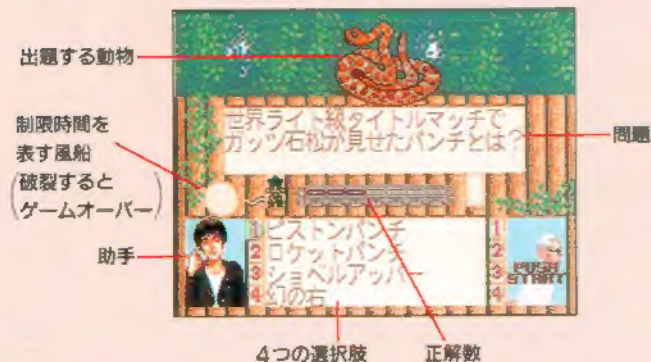 出題する動物
世界ライト級タイトルマッチで
ガッツ石松が見せたパンチとは？
問題
制限時間を
表す風船
(破裂すると
ゲームオーバー)
助手
1 ピストンパンチ
2 ロケットパンチ
3 ショベルアッパー
4 幻の右
1
2
3
4
PUSH
START
4つの選択肢
正解数